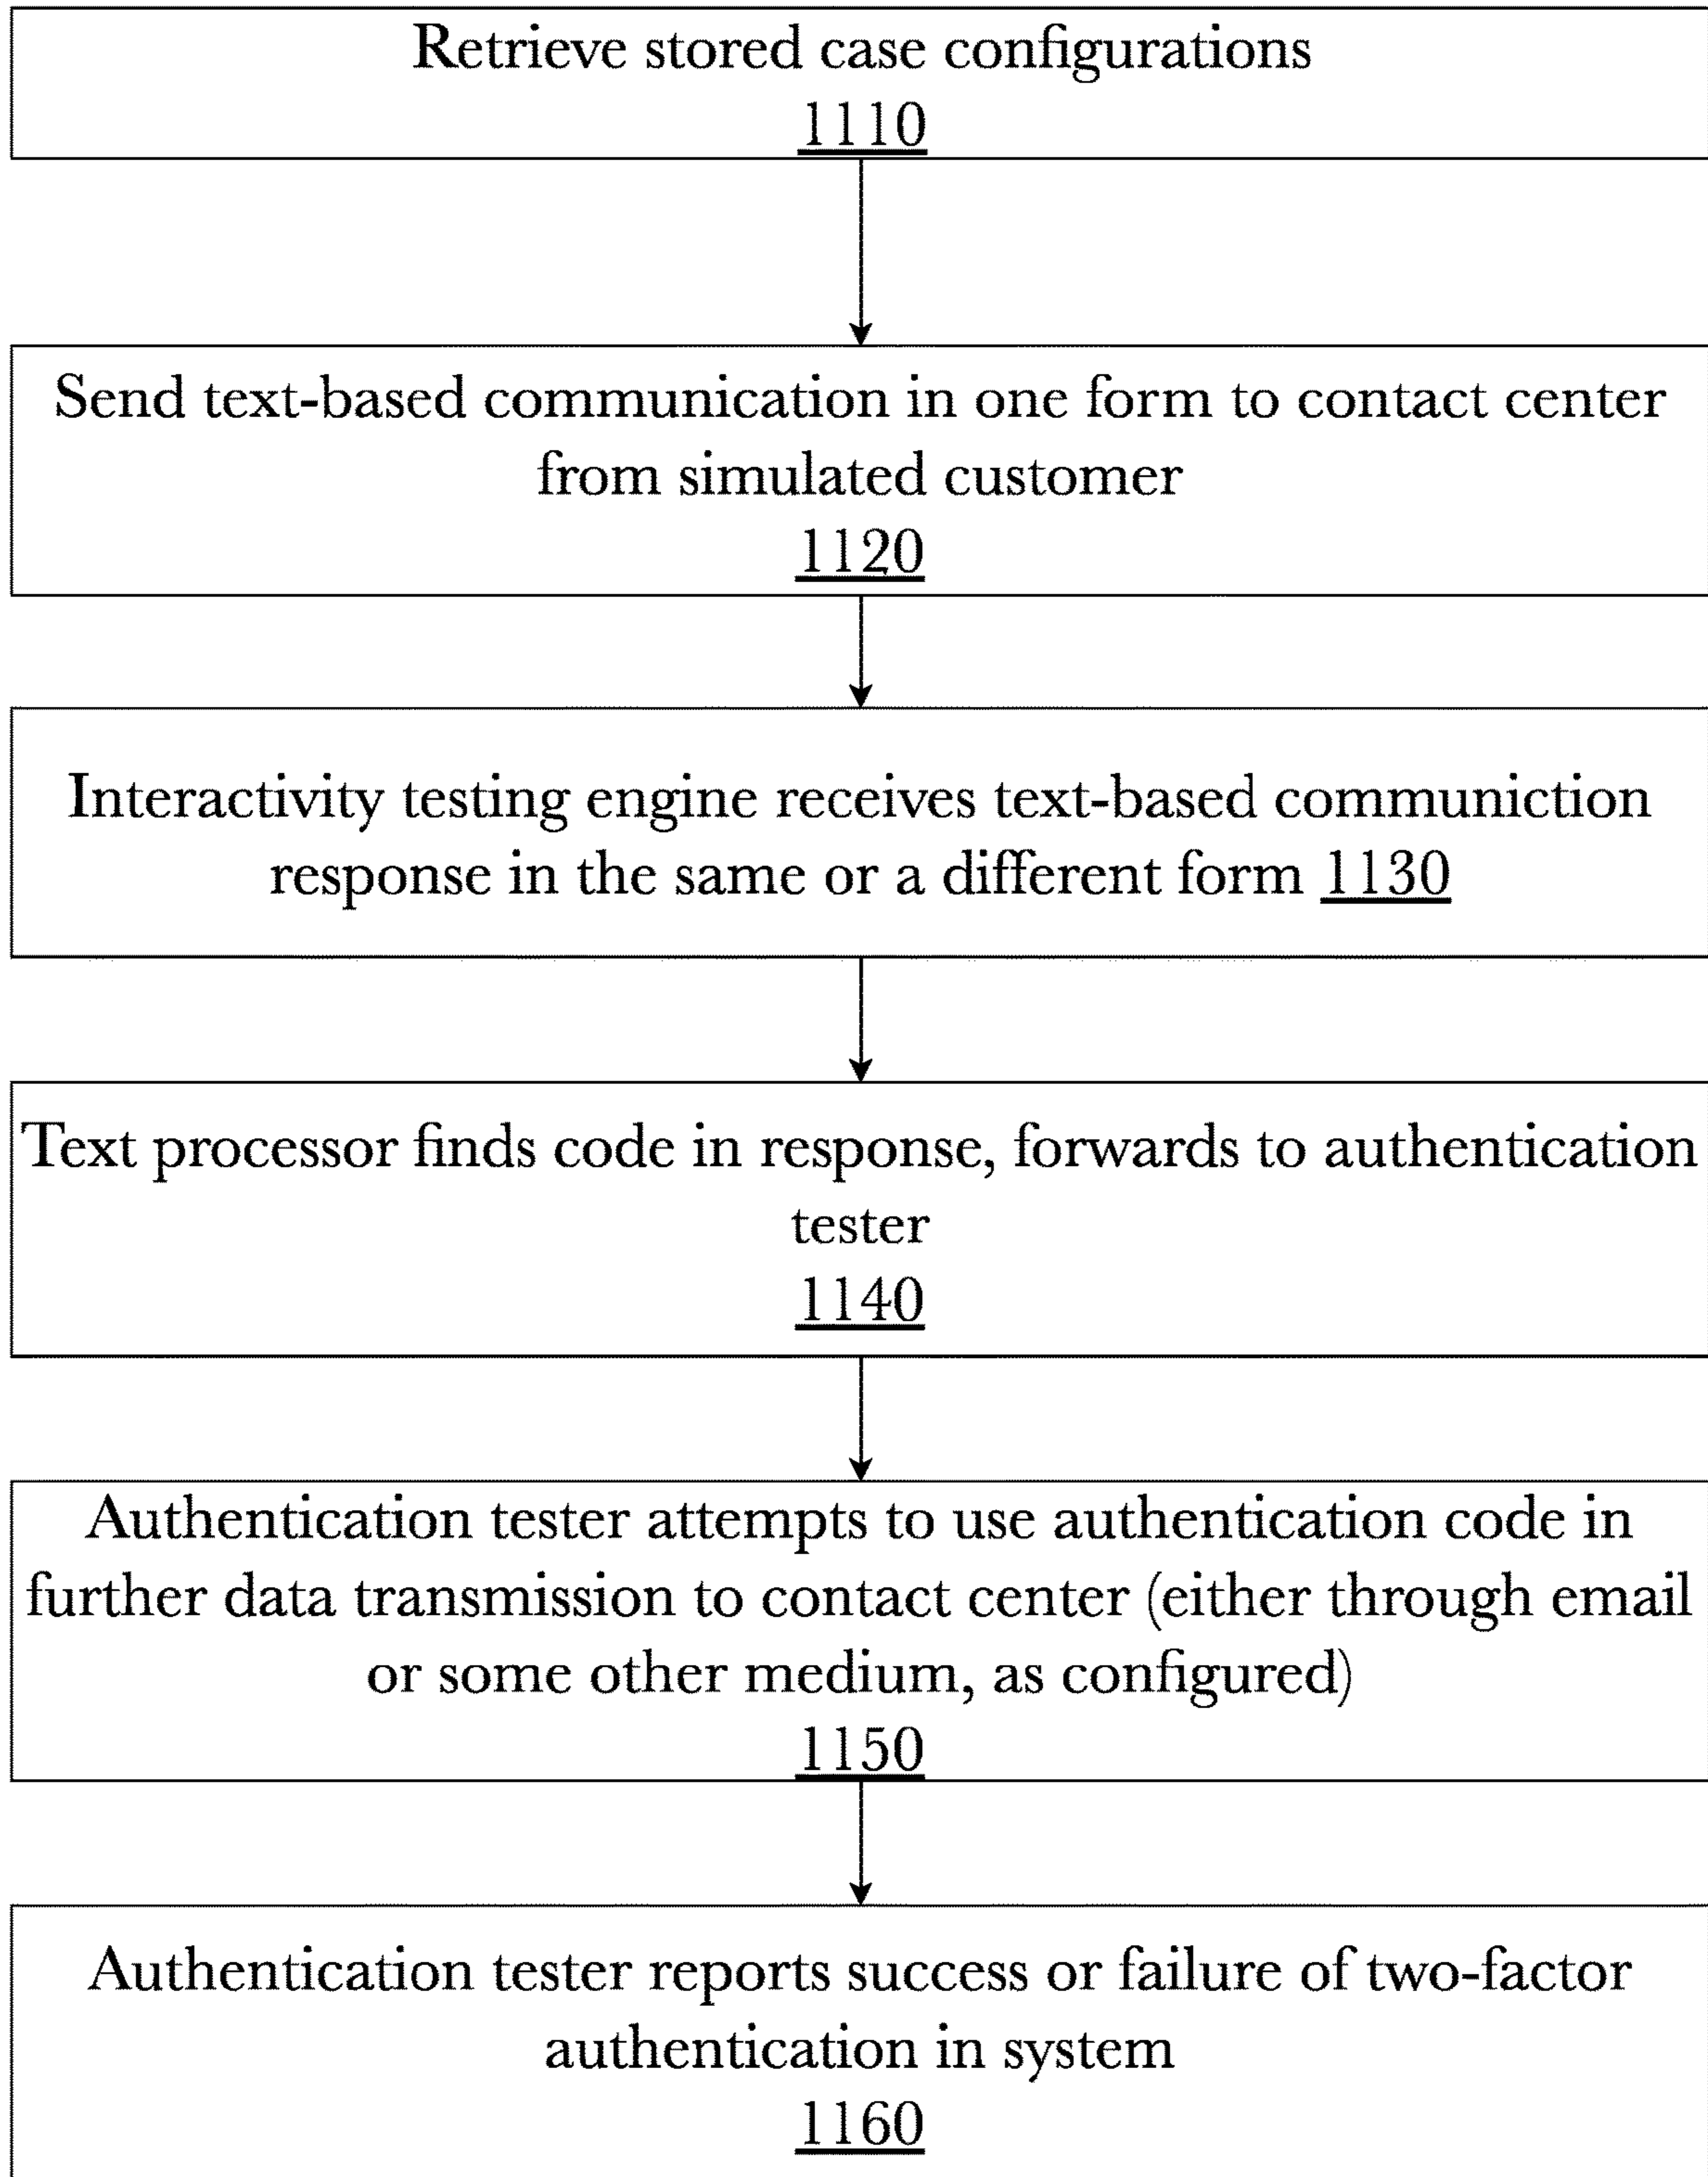 Retrieve stored case configurations
1110
Send text-based communication in one form to contact center
from simulated customer
1120
Interactivity testing engine receives text-based communiction
response in the same or a different form 1130
Text processor finds code in response, forwards to authentication
tester
1140
Authentication tester attempts to use authentication code in
further data transmission to contact center (either through email
or some other medium, as configured)
1150
Authentication tester reports success or failure of two-factor
authentication in system
1160